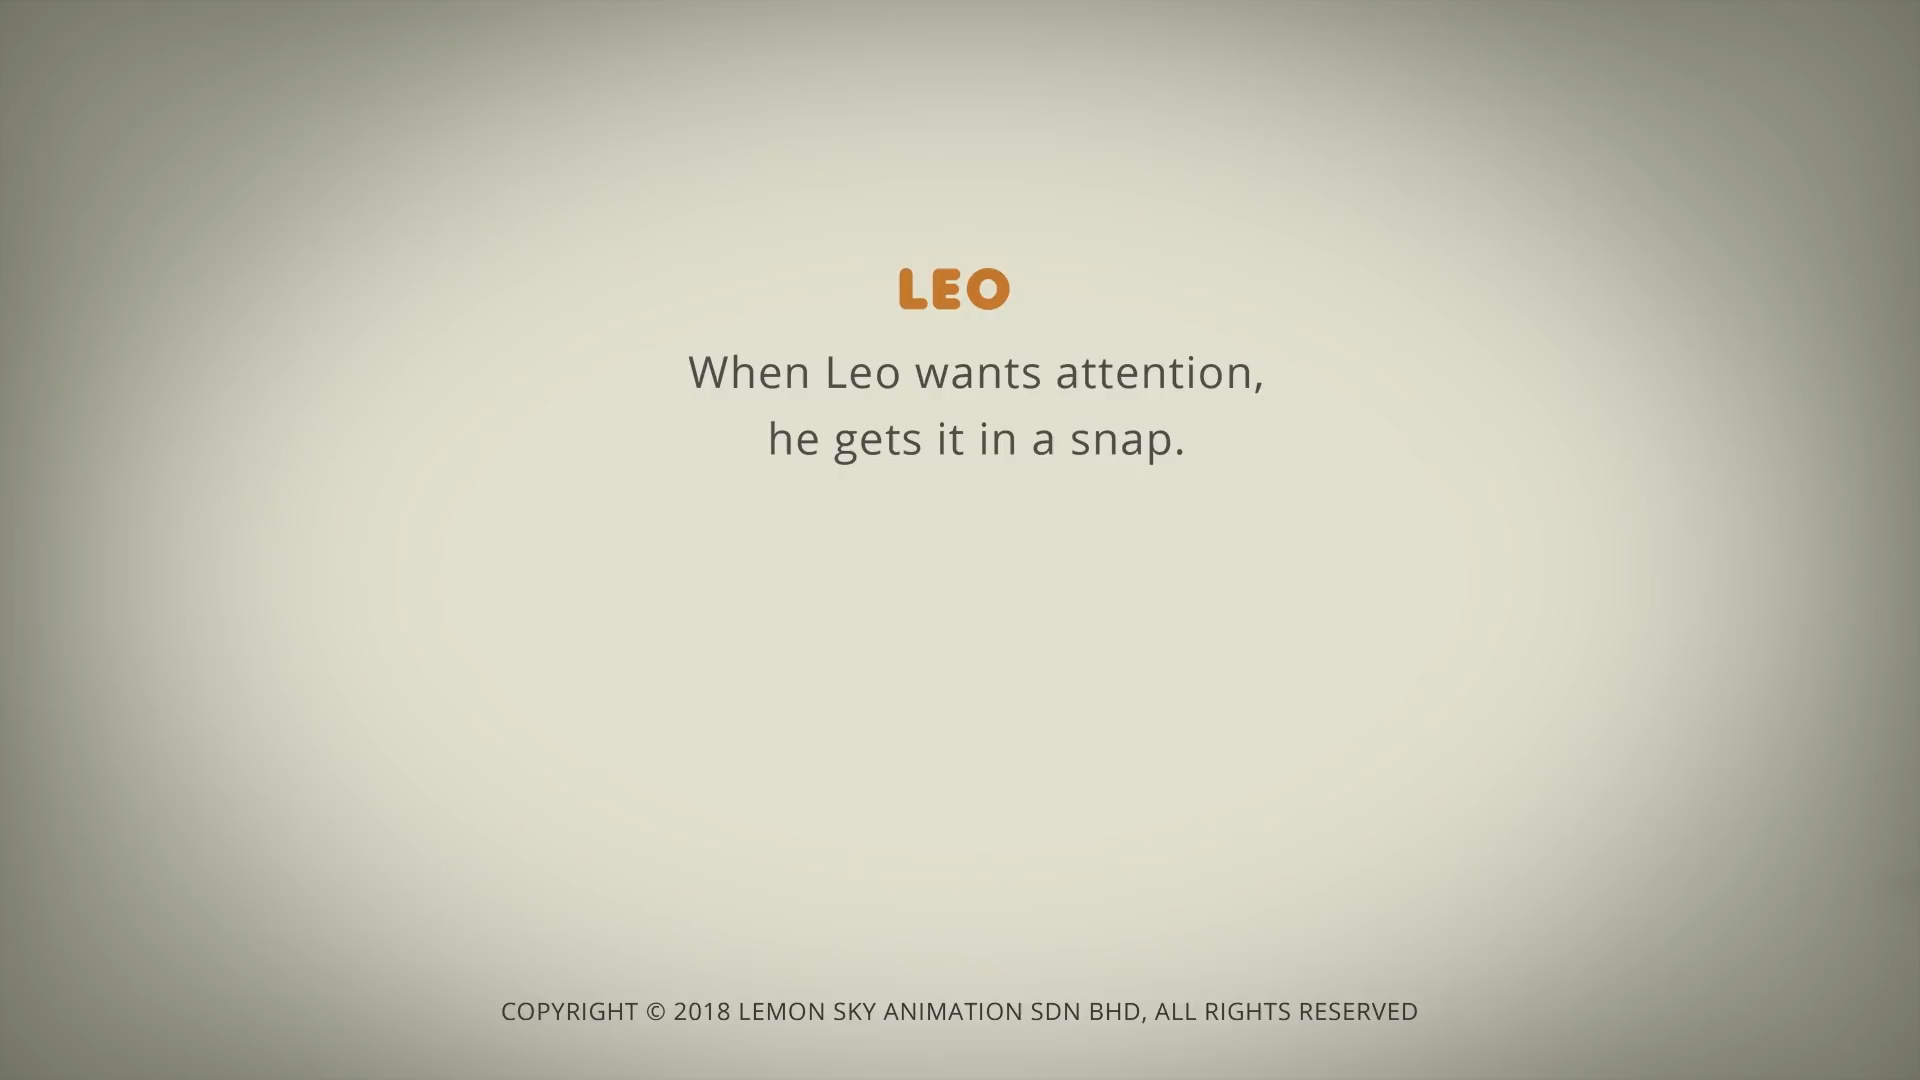 LEO
When Leo wants attention,
he gets it in a snap.
COPYRIGHT © 2018 LEMON SKY ANIMATION SDN BHD, ALL RIGHTS RESERVED